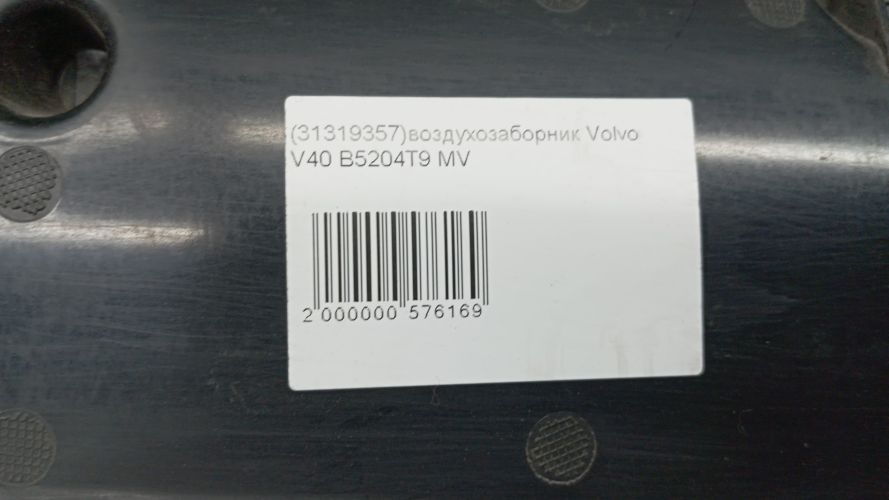 (31319357)воздухозаборник Volvo
V40 B5204T9 MV
2 000000 576169